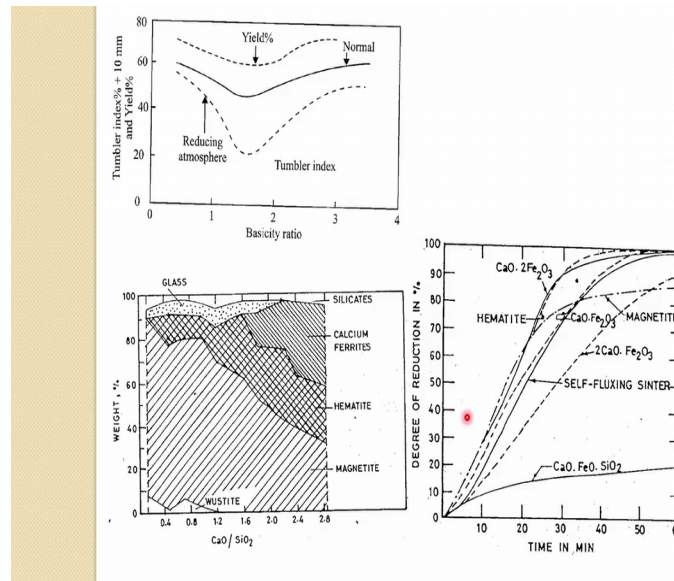 80
60
40
20
0
0
1
2
3
4
Tumbler index% + 10 mm
and Yield%
Yield%
Normal
Reducing
atmosphere
Tumbler index
Basicity ratio
GLASS
SILICATES
CALCIUM
FERRITES
HEMATITE
MAGNETITE
WUSTITE
WEIGHT, %
100
80
60
40
20
0
0.4
0.8
1.2
1.6
2.0
2.4
2.8
CaO/SiO2
DEGREE OF REDUCTION IN %
100
90
80
70
60
50
40
30
20
10
0
CaO.2Fe2O3
HEMATITE
CaO.Fe2O3
MAGNETIT
2CaO.Fe2O3
SELF-FLUXING SINTER
CaO.FeO.SiO2
10
20
30
40
50
TIME IN MIN